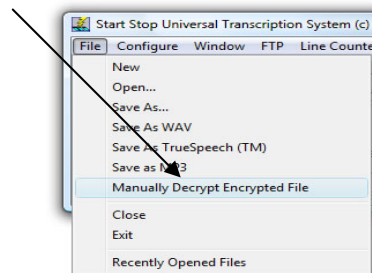 Start Stop Universal Transcription System (c)
File Configure Window FTP Line Counte
New
Open...
Save As...
Save As WAV
Save As TrueSpeech (TM)
Save as MP3
Manually Decrypt Encrypted File
Close
Exit
Recently Opened Files